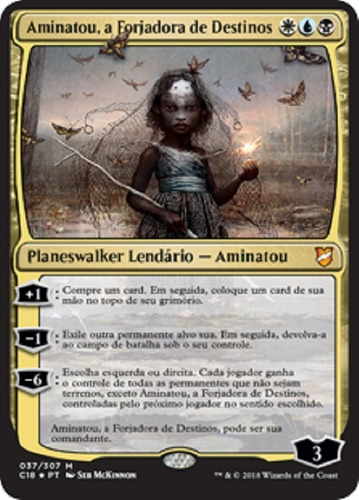 Aminatou, a Forjadora de Destinos
Planeswalker Lendário — Aminatou
+1 : Compre um card. Em seguida, coloque um card de sua
mão no topo de seu grimório.
-1 : Exile outra permanente alvo sua. Em seguida, devolva-a
ao campo de batalha sob o seu controle.
-6 : Escolha esquerda ou direita. Cada jogador ganha
o controle de todas as permanentes que não sejam
terrenos, exceto Aminatou, a Forjadora de Destinos,
controladas pelo próximo jogador no sentido escolhido.
Aminatou, a Forjadora de Destinos, pode ser sua
comandante.
3
037/307 M
C18 ★ PT Seb McKinnon
™ & © 2018 Wizards of the Coast